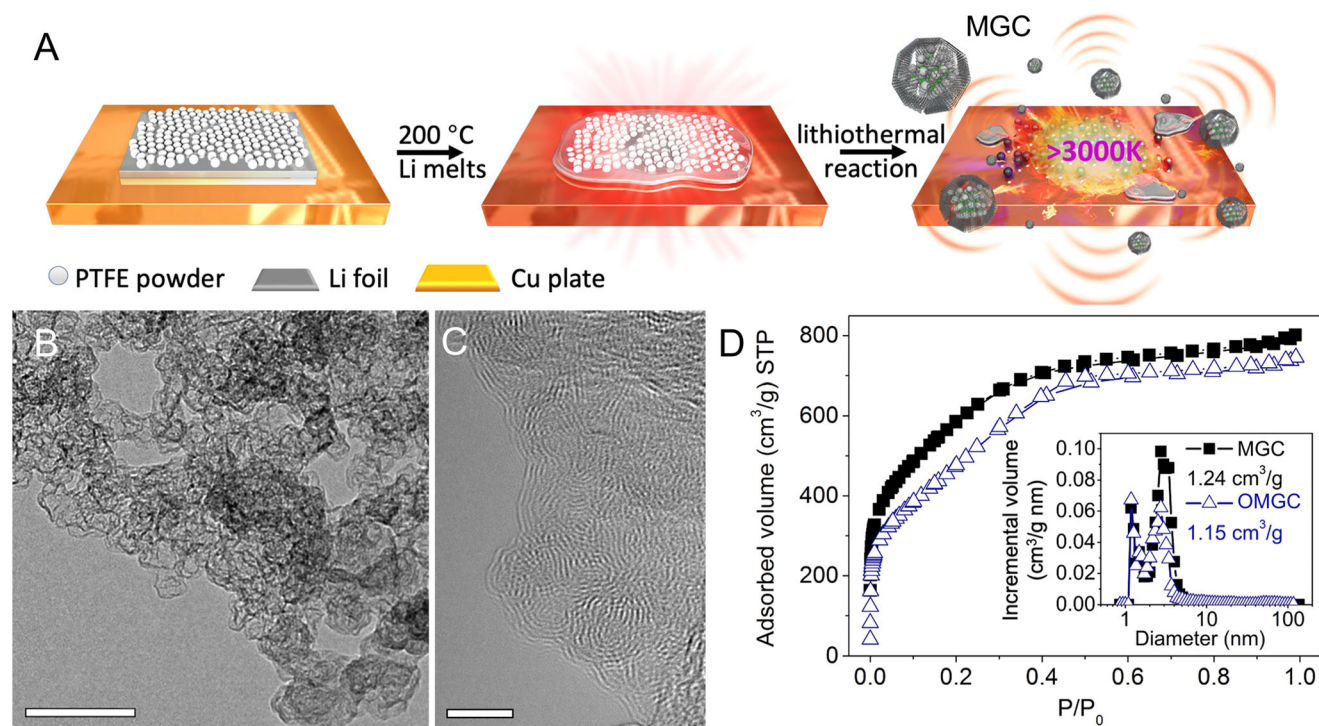 A
MGC
200 °C
Li melts
lithiothermal
reaction
>3000K
PTFE powder
Li foil
Cu plate
B
C
D
Adsorbed volume (cm³/g) STP
800
600
400
200
0
0.0 0.2 0.4 0.6 0.8 1.0
P/P₀
Incremental volume
(cm³/g nm)
0.10
0.08
0.06
0.04
0.02
0.00
1 10 100
Diameter (nm)
MGC
1.24 cm³/g
OMGC
1.15 cm³/g